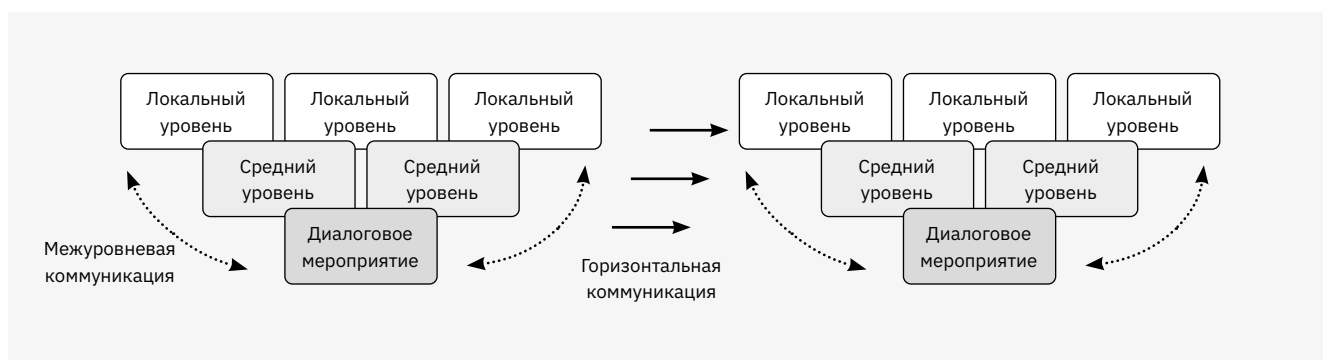 Локальный
уровень
Локальный
уровень
Локальный
уровень
Средний
уровень
Средний
уровень
Диалоговое
мероприятие
Межуровневая
коммуникация
Горизонтальная
коммуникация
Локальный
уровень
Локальный
уровень
Локальный
уровень
Средний
уровень
Средний
уровень
Диалоговое
мероприятие